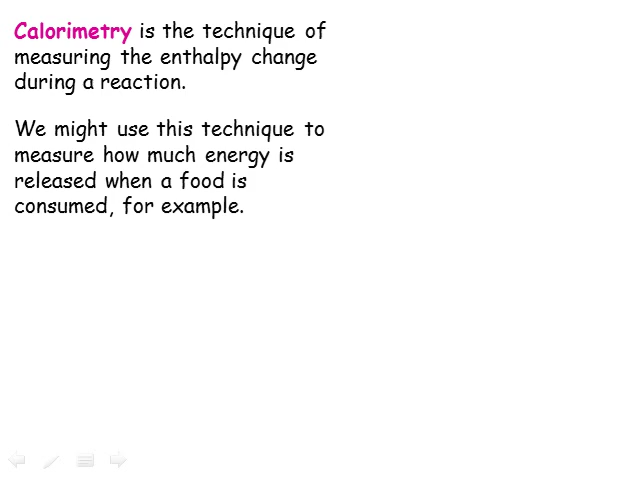 Calorimetry is the technique of
measuring the enthalpy change
during a reaction.
We might use this technique to
measure how much energy is
released when a food is
consumed, for example.